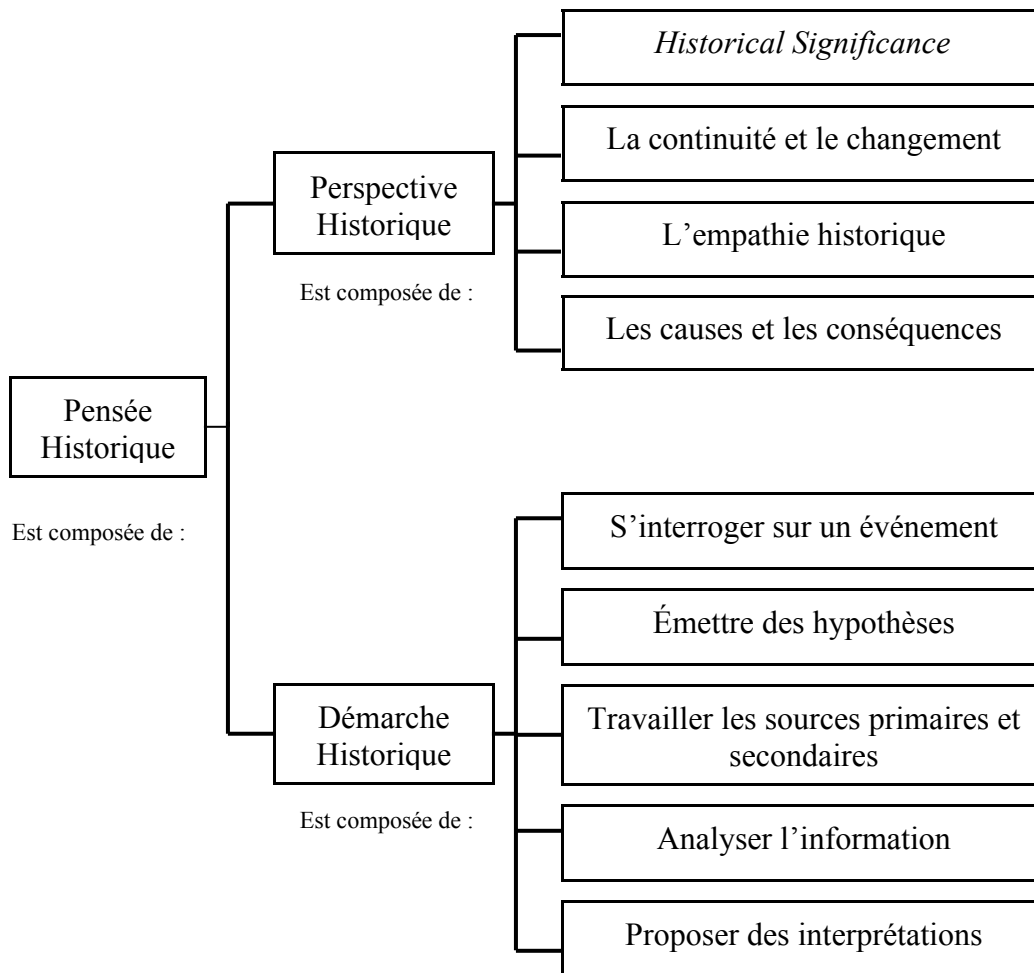 Historical Significance
La continuité et le changement
Perspective
Historique
L’empathie historique
Est composée de :
Les causes et les conséquences
Pensée
Historique
Est composée de :
S’interroger sur un événement
Émettre des hypothèses
Démarche
Historique
Travailler les sources primaires et
secondaires
Est composée de :
Analyser l’information
Proposer des interprétations